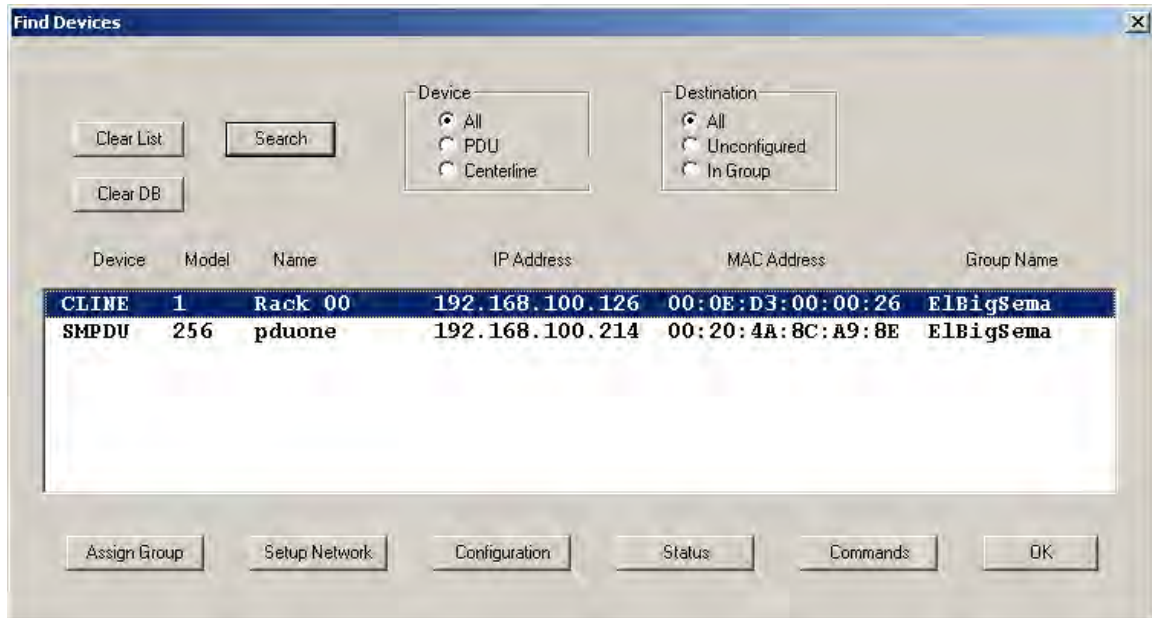 Find Devices
Device
Destination
All
All
Clear List
Search
PDU
Unconfigured
Centerline
In Group
Clear DB
Device Model Name IP Address MAC Address Group Name
CLINE 1 Rack 00 192.168.100.126 00:0E:D3:00:00:26 ElBigSema
SMPDU 256 pduone 192.168.100.214 00:20:4A:8C:A9:8E ElBigSema
Assign Group Setup Network Configuration Status Commands OK